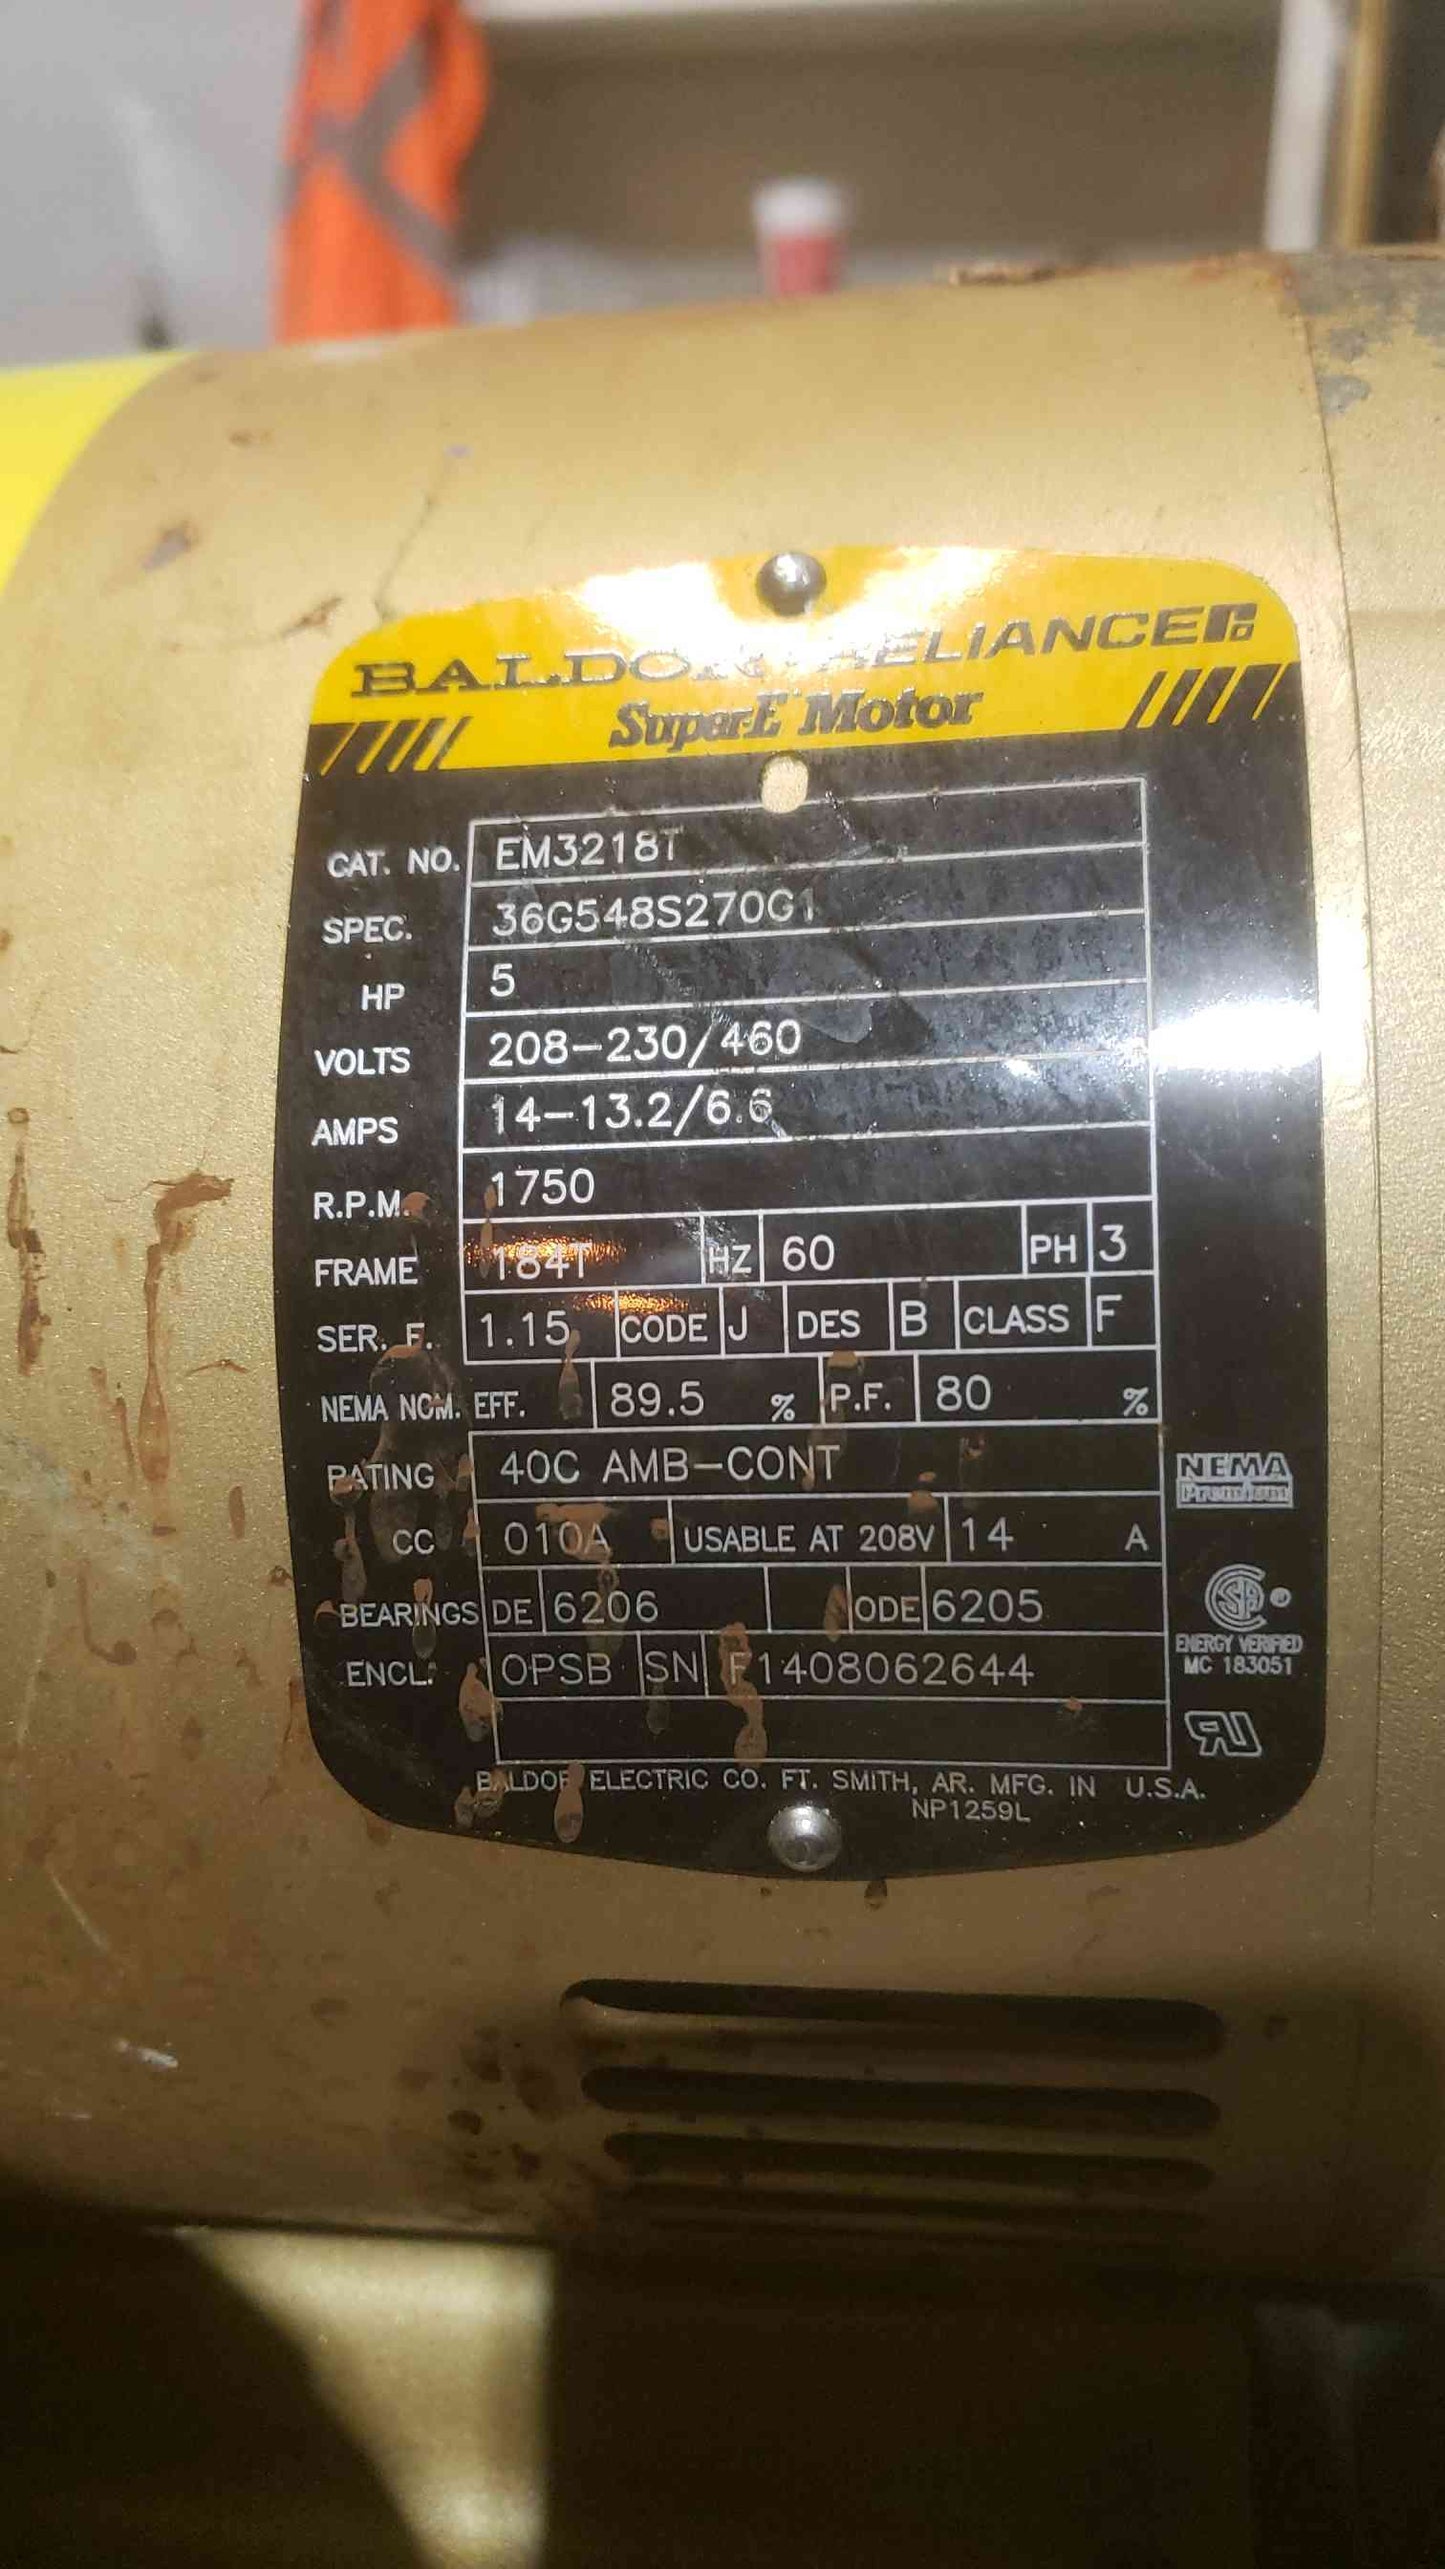 BALDOR RELIANCE
Super-E Motor
CAT. NO. EM3218T
SPEC. 36G548S270G1
HP 5
VOLTS 208-230/460
AMPS 14-13.2/6.6
R.P.M. 1750
FRAME 184T HZ 60 PH 3
SER. F. 1.15 CODE J DES B CLASS F
NEMA NOM. EFF. 89.5 % P.F. 80 %
RATING 40C AMB-CONT
NEMA
Premium
CC 010A USABLE AT 208V 14 A
BEARINGS DE 6206 ODE 6205
ENERGY VERIFIED
MC 183051
ENCL: OPSB SN F1408062644
BALDOR ELECTRIC CO. FT. SMITH, AR. MFG. IN U.S.A.
NP1259L